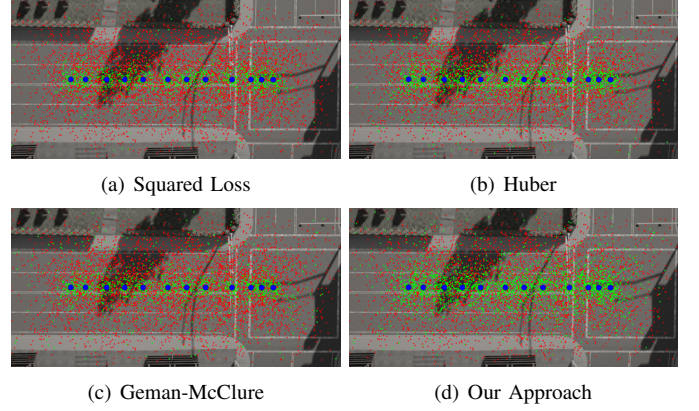 (a) Squared Loss
(b) Huber
(c) Geman-McClure
(d) Our Approach